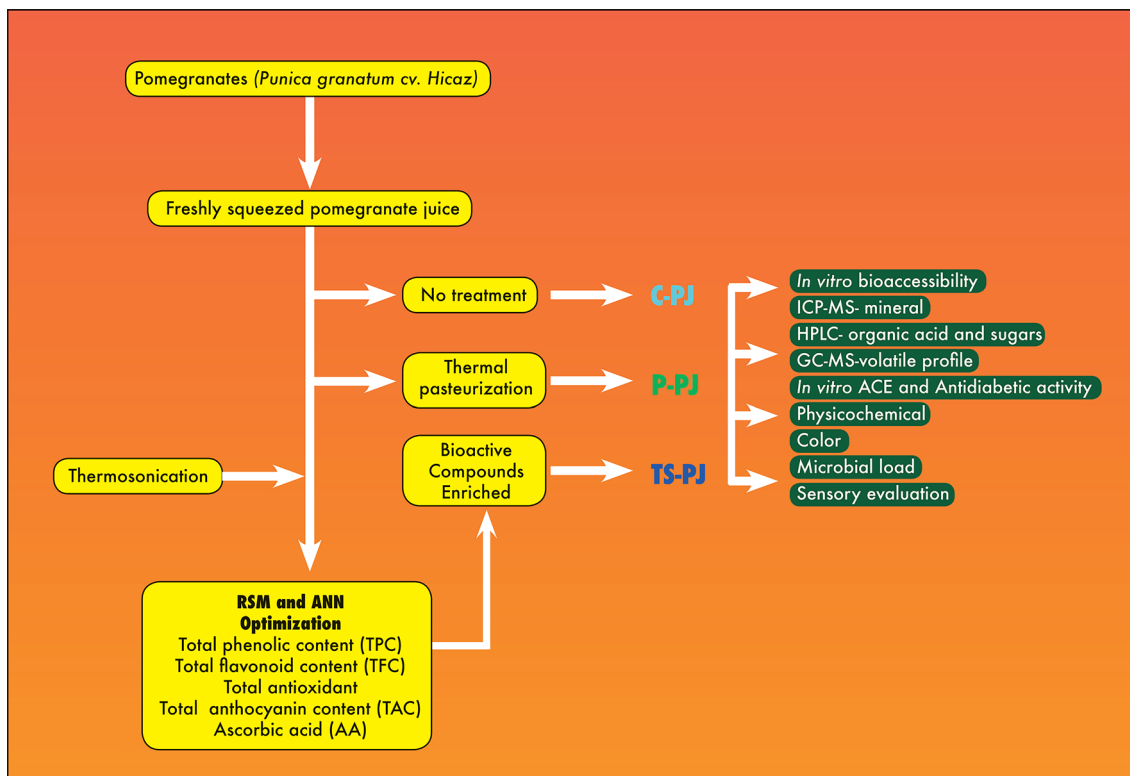 Pomegranates (Punica granatum cv. Hicaz)
Freshly squeezed pomegranate juice
No treatment
C-PJ
Thermal
pasteurization
P-PJ
Thermosonication
Bioactive
Compounds
Enriched
TS-PJ
RSM and ANN
Optimization
Total phenolic content (TPC)
Total flavonoid content (TFC)
Total antioxidant
Total anthocyanin content (TAC)
Ascorbic acid (AA)
In vitro bioaccessibility
ICP-MS- mineral
HPLC- organic acid and sugars
GC-MS-volatile profile
In vitro ACE and Antidiabetic activity
Physicochemical
Color
Microbial load
Sensory evaluation